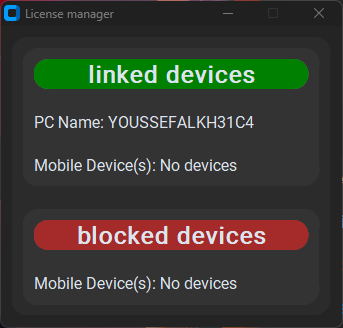 License manager
linked devices
PC Name: YOUSSEFALKH31C4
Mobile Device(s): No devices
blocked devices
Mobile Device(s): No devices